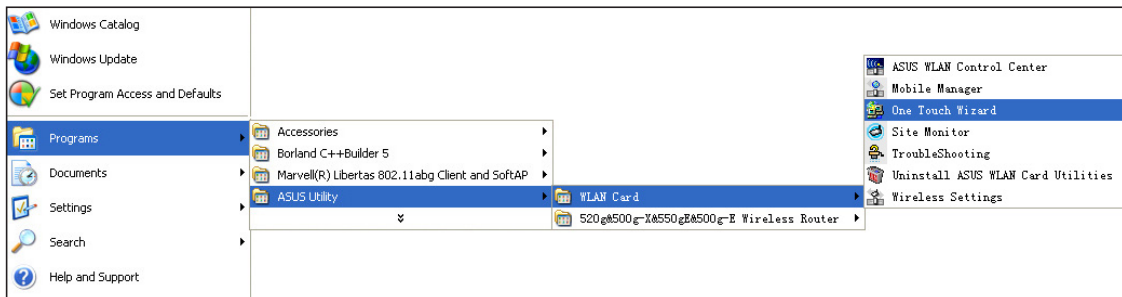 Windows Catalog
Windows Update
Set Program Access and Defaults
Programs
Documents
Settings
Search
Help and Support
Accessories
Borland C++Builder 5
Marvell(R) Libertas 802.11abg Client and SoftAP
ASUS Utility
WLAN Card
520g&500g-X&550gE&500g-E Wireless Router
ASUS WLAN Control Center
Mobile Manager
One Touch Wizard
Site Monitor
TroubleShooting
Uninstall ASUS WLAN Card Utilities
Wireless Settings